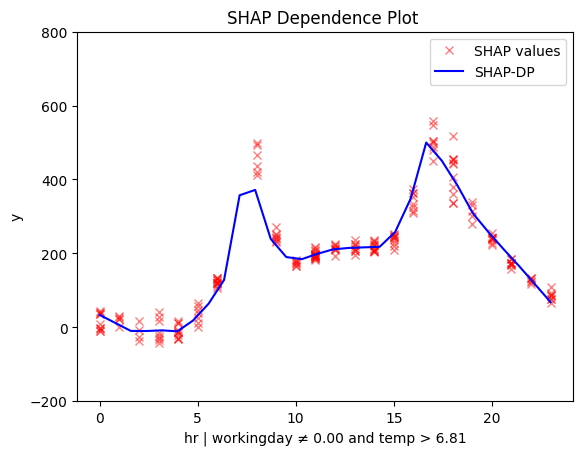 SHAP Dependence Plot
800
600
400
200
0
−200
y
SHAP values
SHAP-DP
0
5
10
15
20
hr | workingday ≠ 0.00 and temp > 6.81